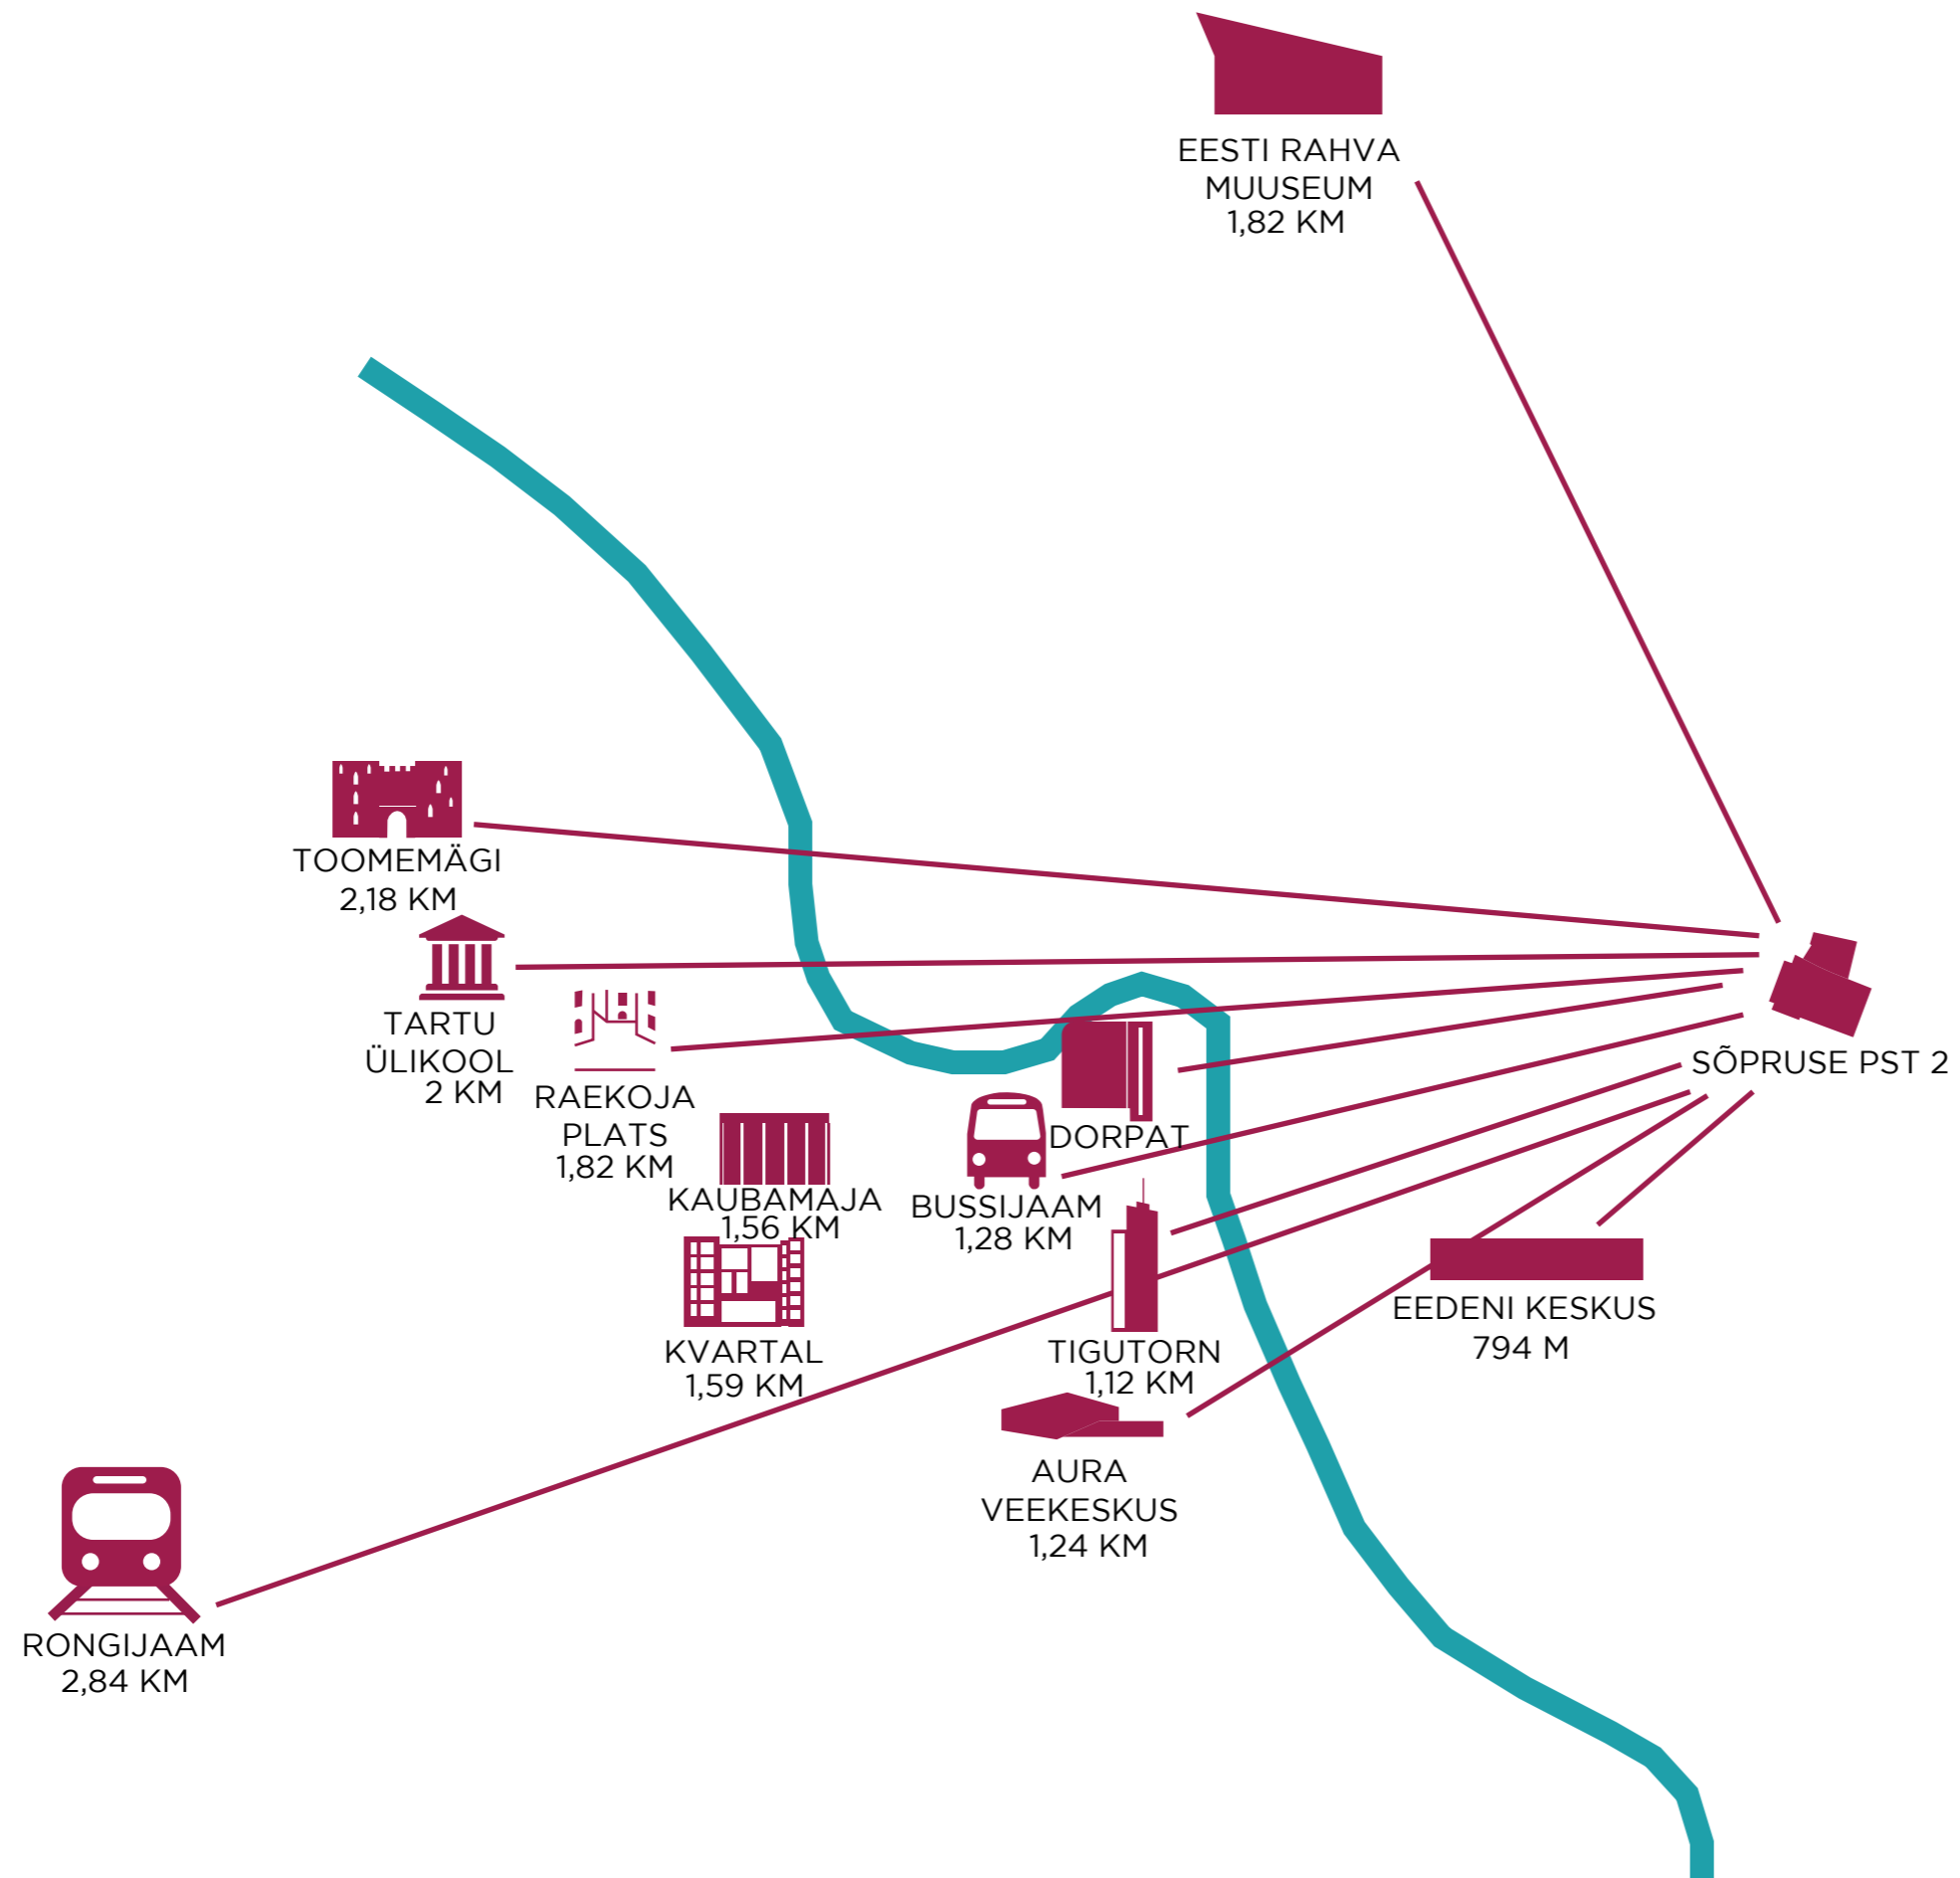 EESTI RAHVA
MUUSEUM
1,82 KM
TOOMEMÄGI
2,18 KM
TARTU
ÜLIKOOL
2 KM
RAEKOJA
PLATS
1,82 KM
KAUBAMAJA
1,56 KM
KVARTAL
1,59 KM
BUSSIJAAM
1,28 KM
DORPAT
SÕPRUSE PST 2
TIGUTORN
1,12 KM
EEDENI KESKUS
794 M
AURA
VEEKESKUS
1,24 KM
RONGIJAAM
2,84 KM